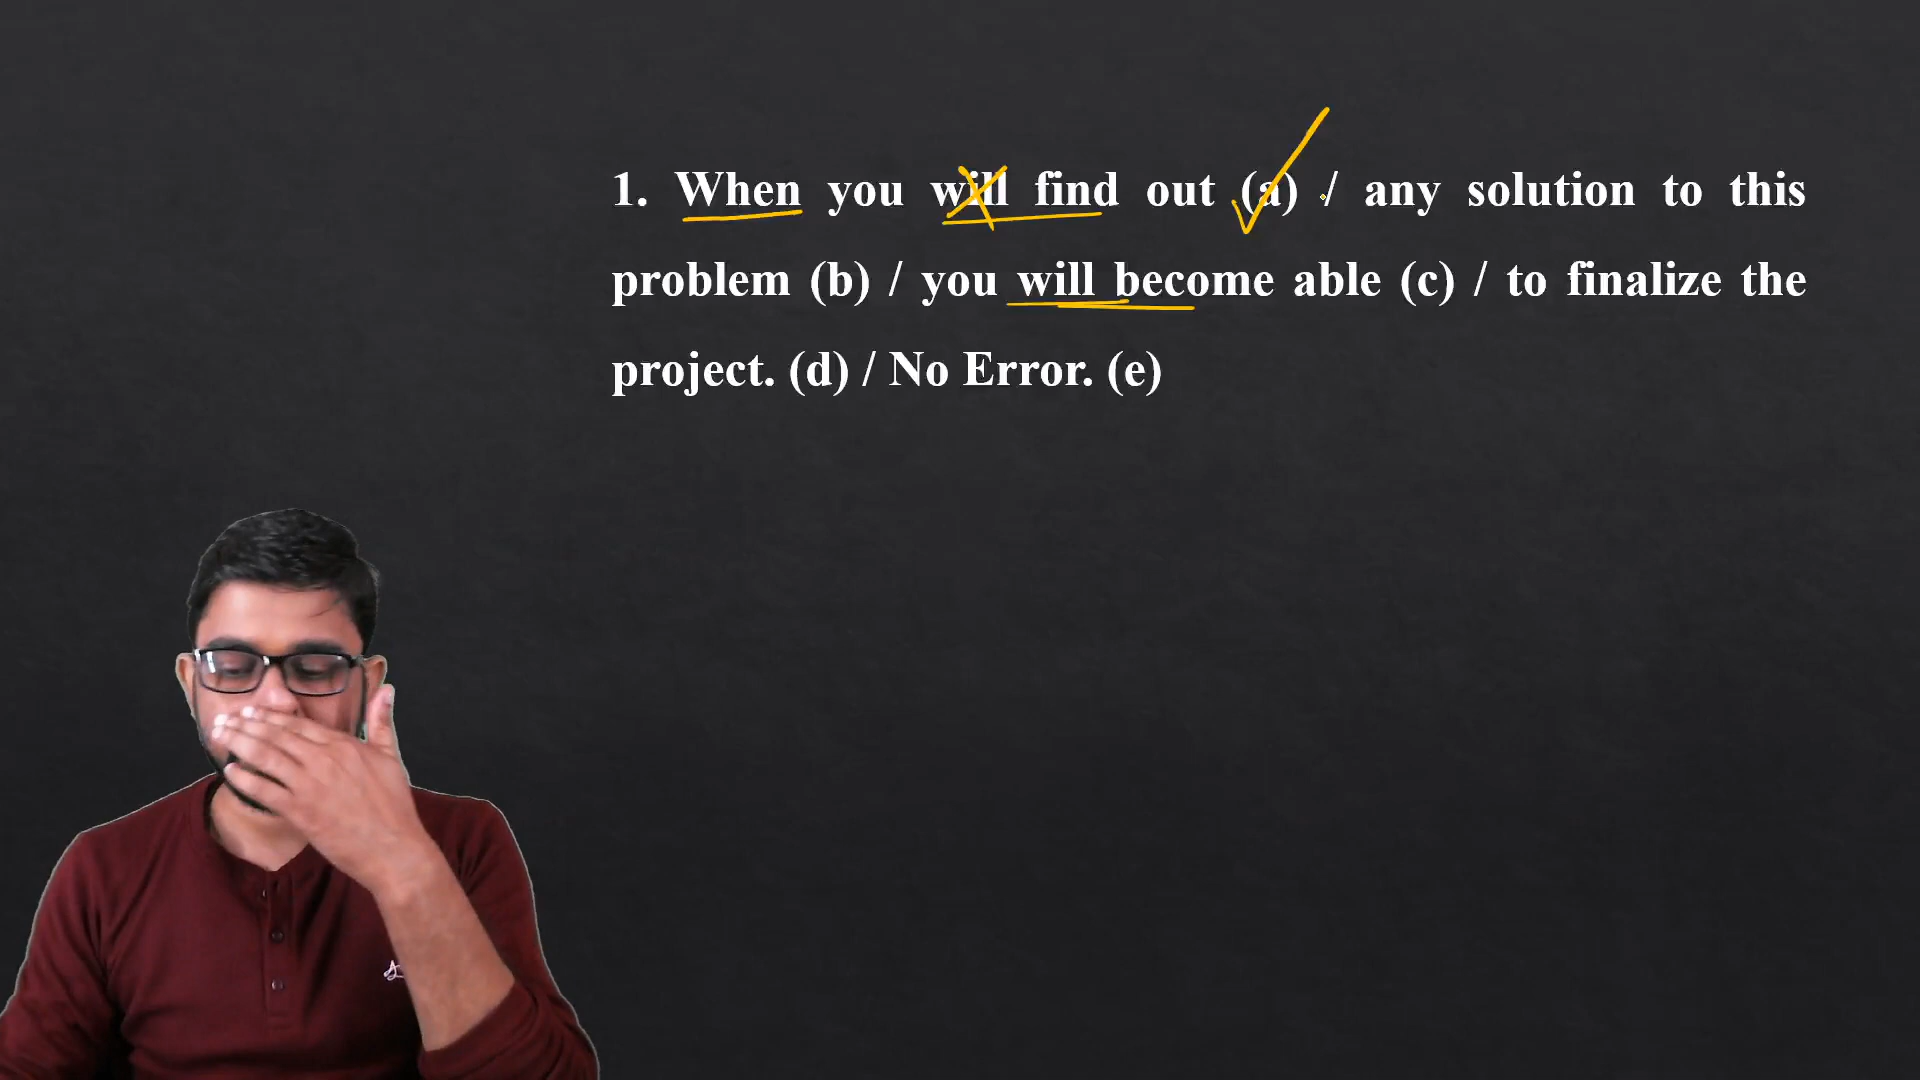 1. When you will find out (a) / any solution to this
problem (b) / you will become able (c) / to finalize the
project. (d) / No Error. (e)